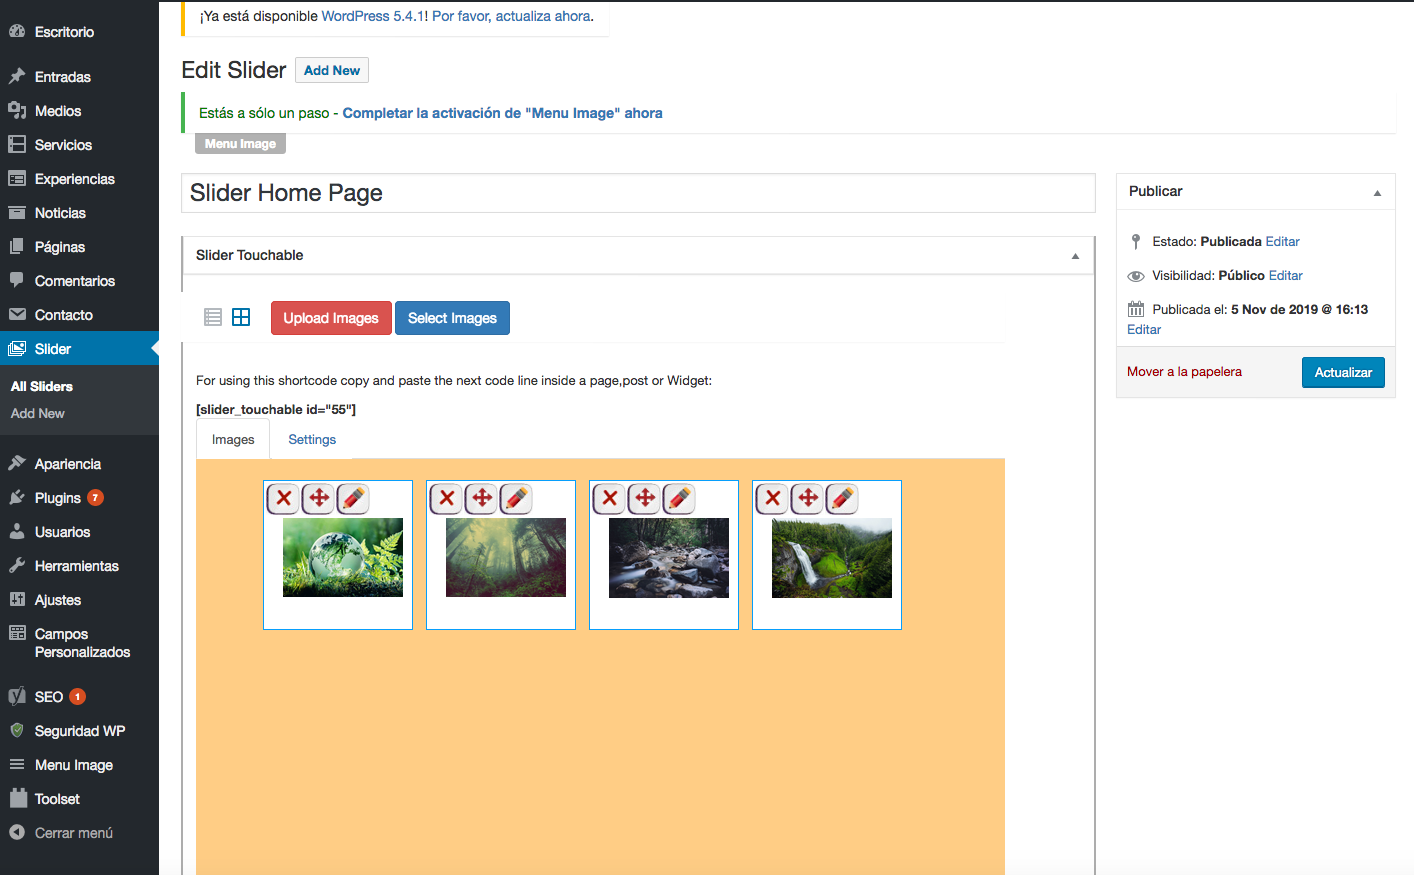 Escritorio
Entradas
Medios
Servicios
Experiencias
Noticias
Páginas
Comentarios
Contacto
Slider
All Sliders
Add New
Apariencia
Plugins 7
Usuarios
Herramientas
Ajustes
Campos
Personalizados
SEO 1
Seguridad WP
Menu Image
Toolset
Cerrar menú
¡Ya está disponible WordPress 5.4.1! Por favor, actualiza ahora.
Edit Slider Add New
Estás a sólo un paso - Completar la activación de "Menu Image" ahora
Menu Image
Slider Home Page
Slider Touchable
Upload Images Select Images
For using this shortcode copy and paste the next code line inside a page,post or Widget:
[slider_touchable id="55"]
Images Settings
Publicar
Estado: Publicada Editar
Visibilidad: Público Editar
Publicada el: 5 Nov de 2019 @ 16:13
Editar
Mover a la papelera Actualizar